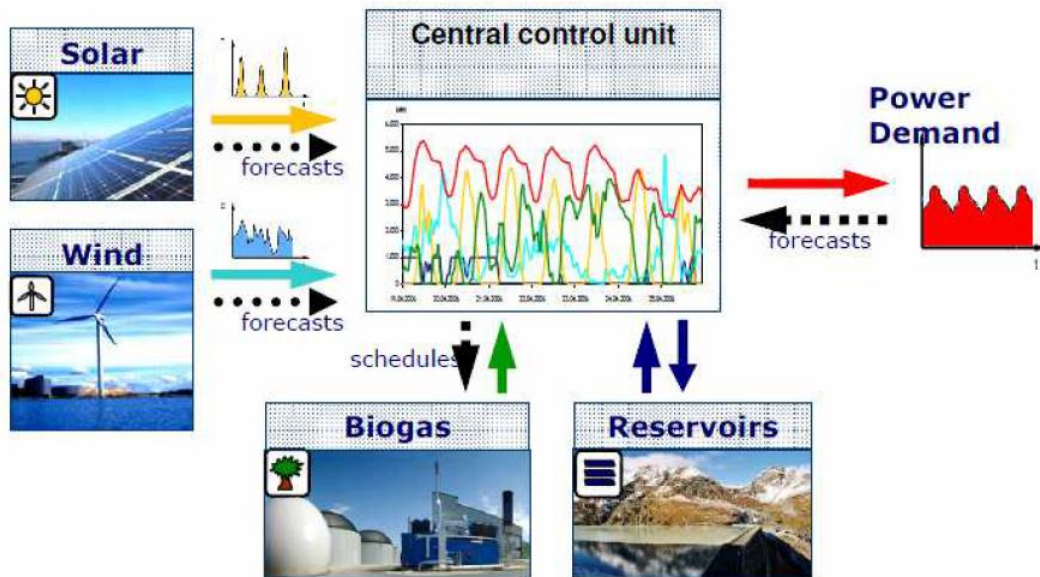 Central control unit
Solar
forecasts
Wind
forecasts
Power
Demand
forecasts
schedules
Biogas
Reservoirs